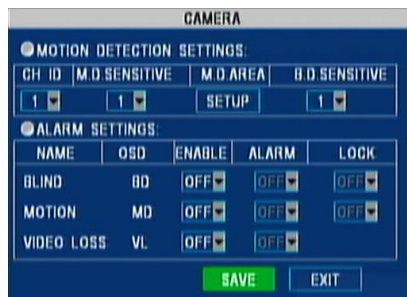 CAMERA
MOTION DETECTION SETTINGS:
CH ID M.D.SENSITIVE M.D.AREA B.D.SENSITIVE
1 1 SETUP 1
ALARM SETTINGS:
NAME OSD ENABLE ALARM LOCK
BLIND BD OFF OFF OFF
MOTION MD OFF OFF OFF
VIDEO LOSS VL OFF OFF
SAVE EXIT